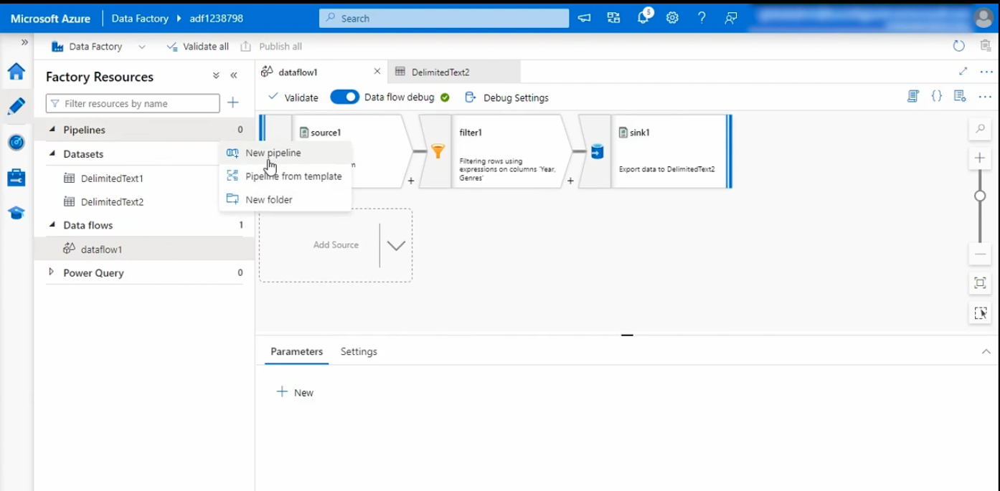 Microsoft Azure
Data Factory
adf1238798
Search
5
Data Factory
Validate all
Publish all
Factory Resources
Filter resources by name
Pipelines
0
Datasets
DelimitedText1
DelimitedText2
Data flows
1
dataflow1
Power Query
0
New pipeline
Pipeline from template
New folder
dataflow1
DelimitedText2
Validate
Data flow debug
Debug Settings
source1
filter1
Filtering rows using
expressions on columns 'Year,
Genres'
sink1
Export data to DelimitedText2
Add Source
Parameters
Settings
New